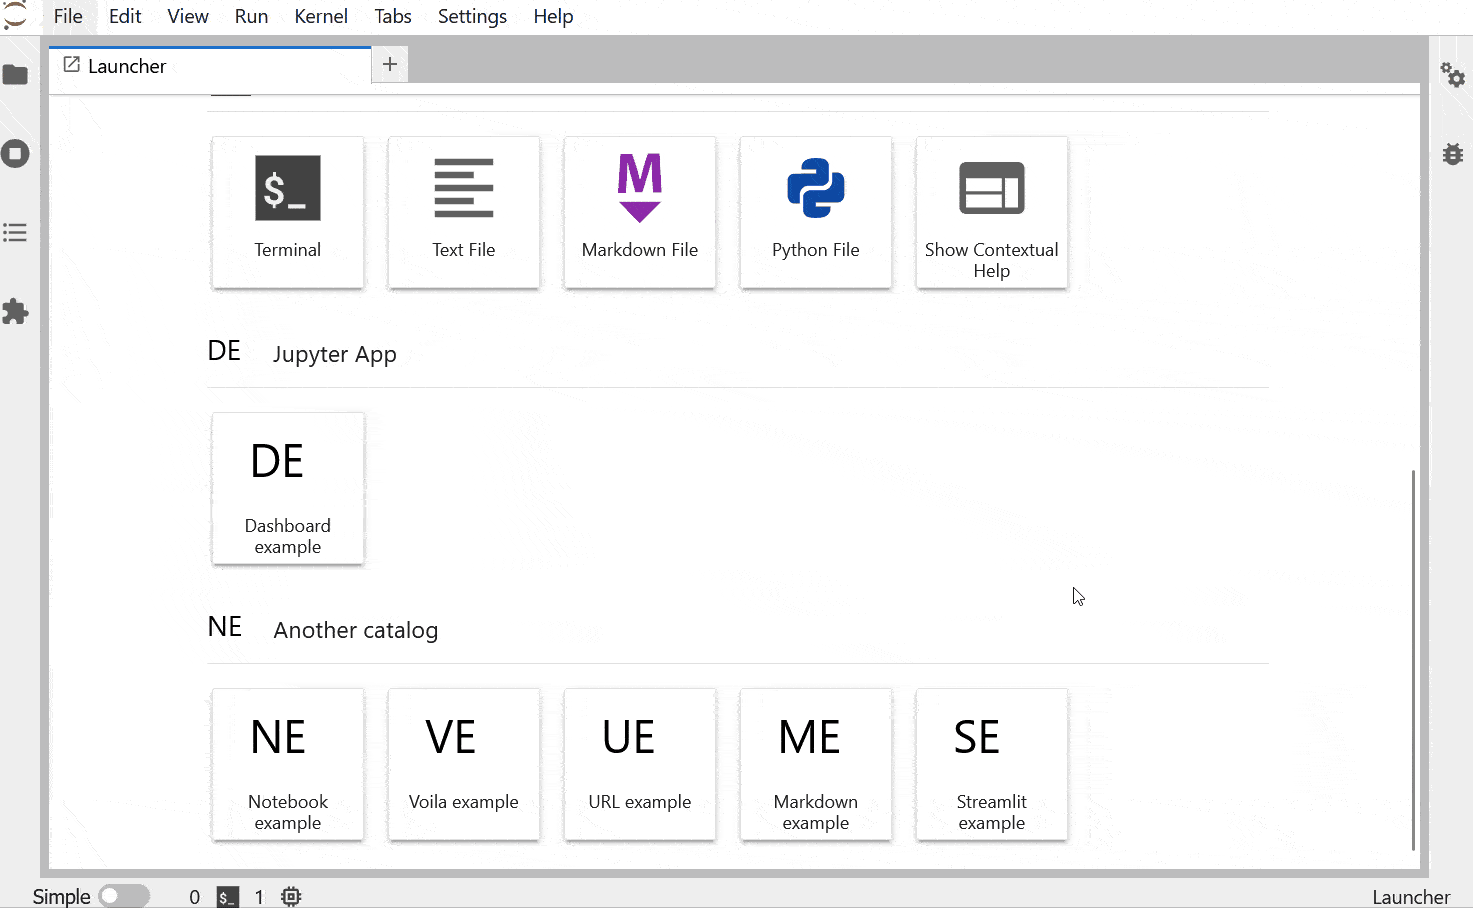 File Edit View Run Kernel Tabs Settings Help
Launcher
$_
M
Terminal
Text File
Markdown File
Python File
Show Contextual
Help
DE Jupyter App
DE
Dashboard
example
NE Another catalog
NE
Notebook
example
VE
Voila example
UE
URL example
ME
Markdown
example
SE
Streamlit
example
Simple 0 $_ 1 Launcher